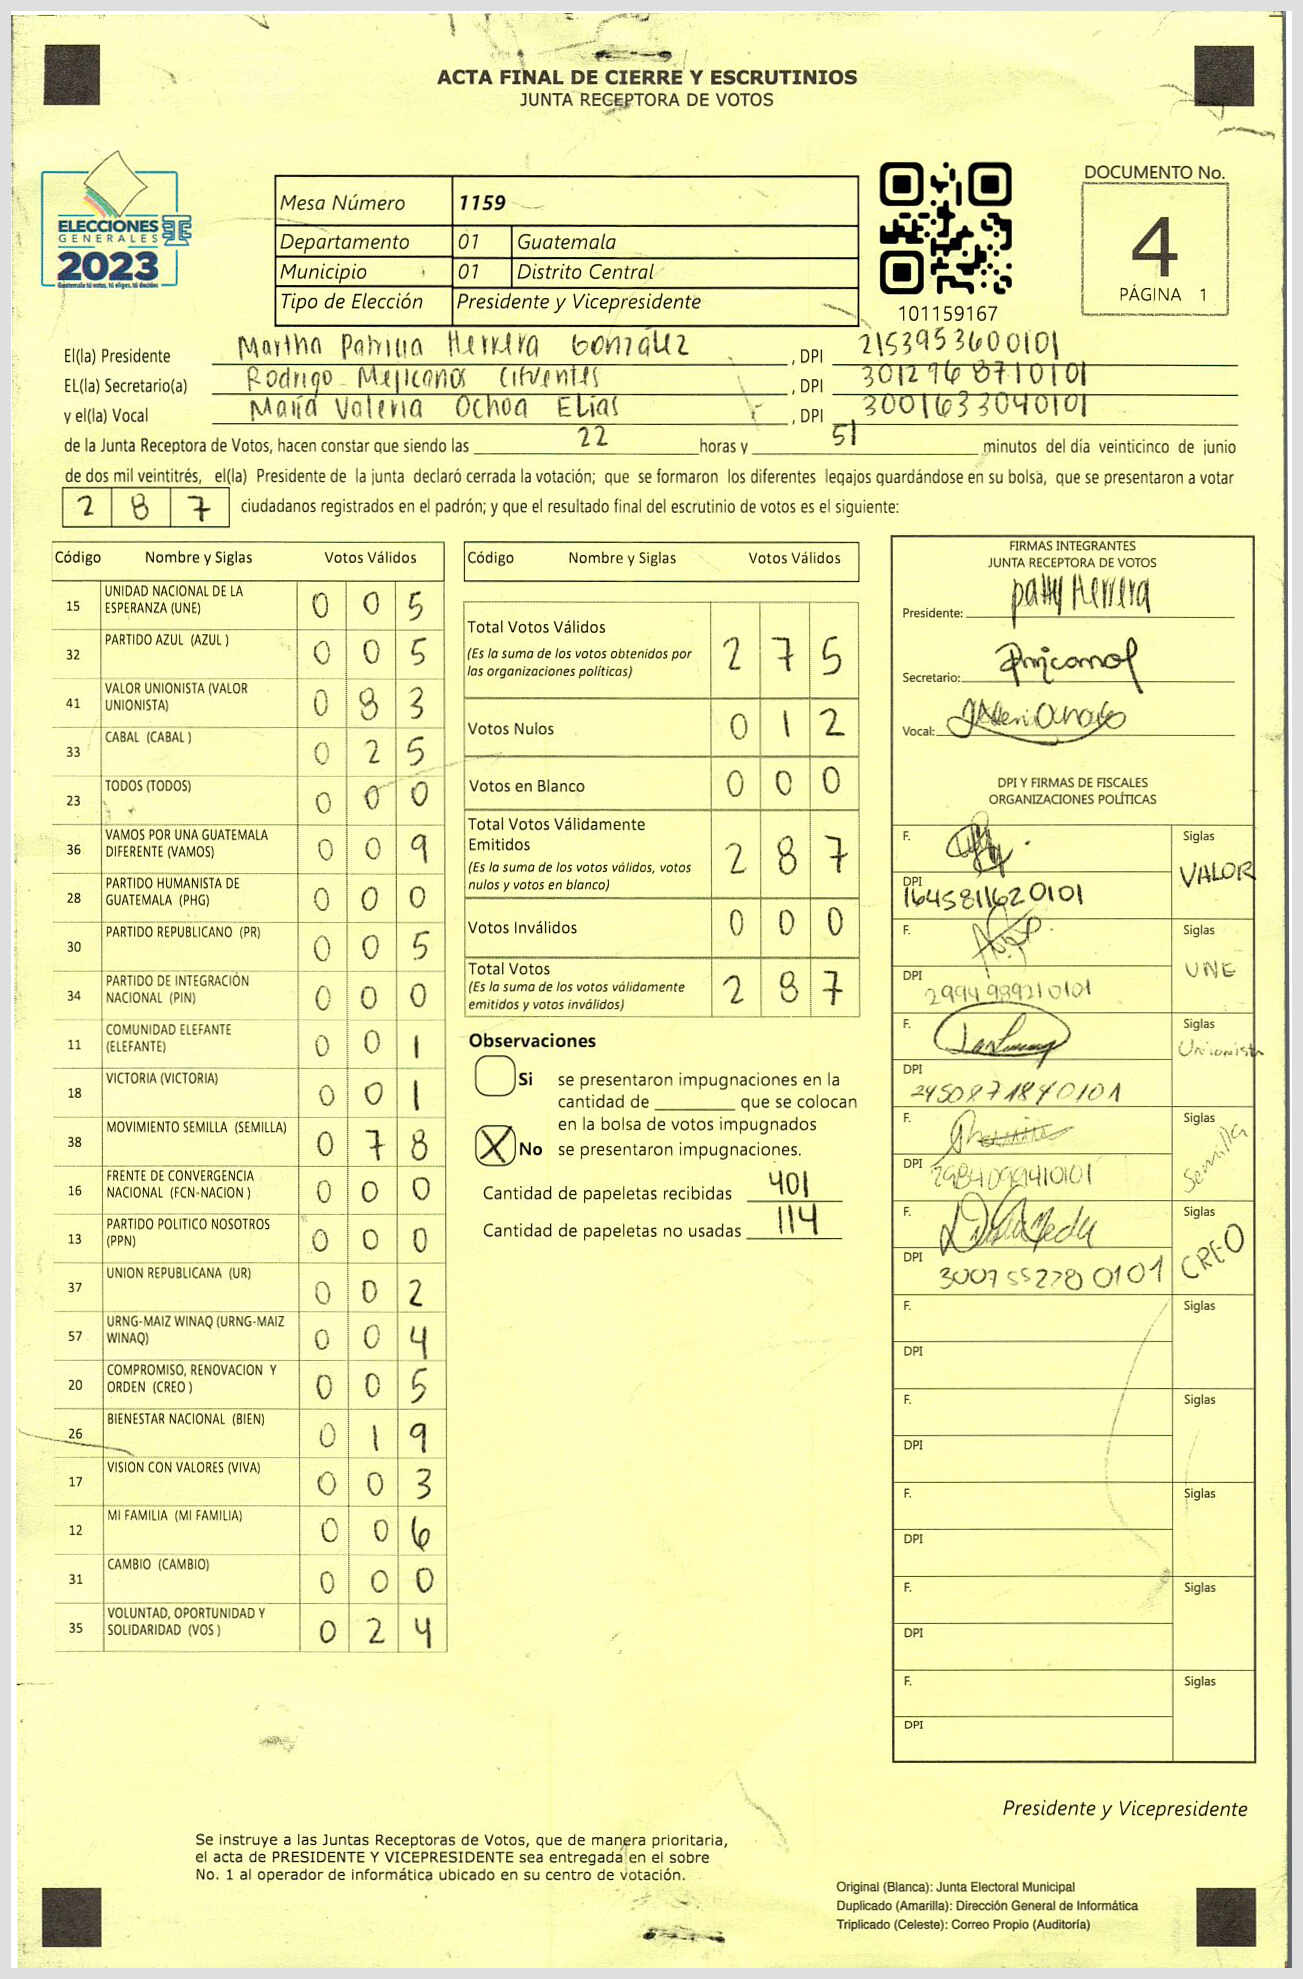 ACTA FINAL DE CIERRE Y ESCRUTINIOS
JUNTA RECEPTORA DE VOTOS
ELECCIONES
GENERALES
2023
Guatemala tú votas, tú eliges, tú decides
Mesa Número 1159
Departamento 01 Guatemala
Municipio 01 Distrito Central
Tipo de Elección Presidente y Vicepresidente
101159167
DOCUMENTO No.
4
PÁGINA 1
El(la) Presidente Martha Patricia Herrera González , DPI 2153953600101
EL(la) Secretario(a) Rodrigo Mejicanos Cifuentes , DPI 3012968710101
y el(la) Vocal María Valeria Ochoa Elías , DPI 3001633040101
de la Junta Receptora de Votos, hacen constar que siendo las 22 horas y 51 minutos del día veinticinco de junio
de dos mil veintitrés, el(la) Presidente de la junta declaró cerrada la votación; que se formaron los diferentes legajos guardándose en su bolsa, que se presentaron a votar
2 8 7 ciudadanos registrados en el padrón; y que el resultado final del escrutinio de votos es el siguiente:
Código Nombre y Siglas Votos Válidos
15 UNIDAD NACIONAL DE LA
ESPERANZA (UNE) 0 0 5
32 PARTIDO AZUL (AZUL ) 0 0 5
41 VALOR UNIONISTA (VALOR
UNIONISTA) 0 8 3
33 CABAL (CABAL ) 0 2 5
23 TODOS (TODOS) 0 0 0
36 VAMOS POR UNA GUATEMALA
DIFERENTE (VAMOS) 0 0 9
28 PARTIDO HUMANISTA DE
GUATEMALA (PHG) 0 0 0
30 PARTIDO REPUBLICANO (PR) 0 0 5
34 PARTIDO DE INTEGRACIÓN
NACIONAL (PIN) 0 0 0
11 COMUNIDAD ELEFANTE
(ELEFANTE) 0 0 1
18 VICTORIA (VICTORIA) 0 0 1
38 MOVIMIENTO SEMILLA (SEMILLA) 0 7 8
16 FRENTE DE CONVERGENCIA
NACIONAL (FCN-NACION ) 0 0 0
13 PARTIDO POLITICO NOSOTROS
(PPN) 0 0 0
37 UNION REPUBLICANA (UR) 0 0 2
57 URNG-MAIZ WINAQ (URNG-MAIZ
WINAQ) 0 0 4
20 COMPROMISO, RENOVACION Y
ORDEN (CREO ) 0 0 5
26 BIENESTAR NACIONAL (BIEN) 0 1 9
17 VISION CON VALORES (VIVA) 0 0 3
12 MI FAMILIA (MI FAMILIA) 0 0 6
31 CAMBIO (CAMBIO) 0 0 0
35 VOLUNTAD, OPORTUNIDAD Y
SOLIDARIDAD (VOS ) 0 2 4
Código Nombre y Siglas Votos Válidos
Total Votos Válidos 2 7 5
(Es la suma de los votos obtenidos por
las organizaciones políticas)
Votos Nulos 0 1 2
Votos en Blanco 0 0 0
Total Votos Válidamente
Emitidos 2 8 7
(Es la suma de los votos válidos, votos
nulos y votos en blanco)
Votos Inválidos 0 0 0
Total Votos 2 8 7
(Es la suma de los votos válidamente
emitidos y votos inválidos)
Observaciones
Si se presentaron impugnaciones en la
cantidad de ________ que se colocan
en la bolsa de votos impugnados
X No se presentaron impugnaciones.
Cantidad de papeletas recibidas 401
Cantidad de papeletas no usadas 114
FIRMAS INTEGRANTES
JUNTA RECEPTORA DE VOTOS
Presidente: Patty Herrera
Secretario:
Vocal:
DPI Y FIRMAS DE FISCALES
ORGANIZACIONES POLÍTICAS
F. Siglas
VALOR
DPI
1645811620101
F. Siglas
UNE
DPI
2994989210101
F. Siglas
Unionista
DPI
2450871840101
F. Siglas
Semilla
DPI
2984099410101
F. Siglas
CREO
DPI
3007552780101
F. Siglas
DPI
F. Siglas
DPI
F. Siglas
DPI
F. Siglas
DPI
F. Siglas
DPI
Presidente y Vicepresidente
Se instruye a las Juntas Receptoras de Votos, que de manera prioritaria,
el acta de PRESIDENTE Y VICEPRESIDENTE sea entregada en el sobre
No. 1 al operador de informática ubicado en su centro de votación.
Original (Blanca): Junta Electoral Municipal
Duplicado (Amarilla): Dirección General de Informática
Triplicado (Celeste): Correo Propio (Auditoría)